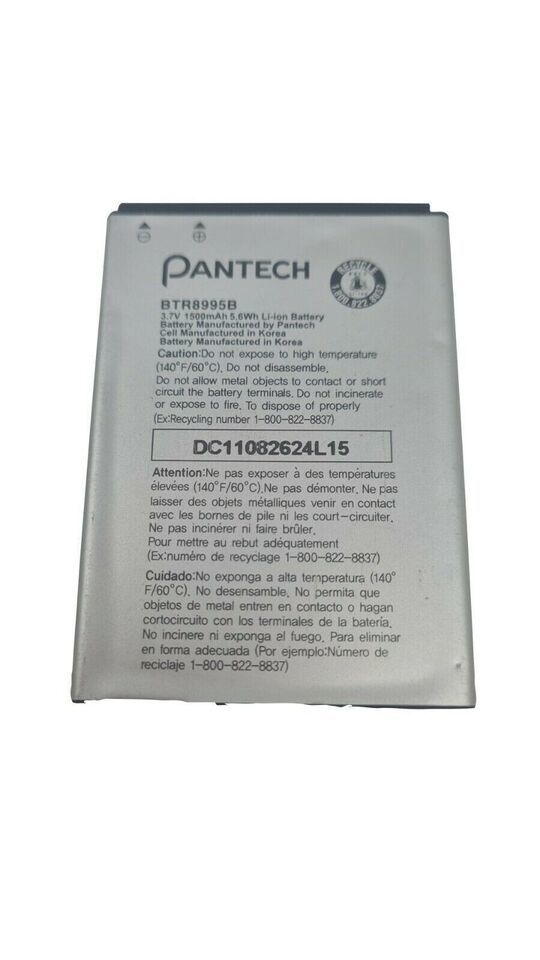 PANTECH
RECYCLE
1.800.822.8837
BTR8995B
3.7V 1500mAh 5.6Wh Li-ion Battery
Battery Manufactured by Pantech
Cell Manufactured in Korea
Battery Manufactured in Korea
Caution:Do not expose to high temperature
(140°F/60°C). Do not disassemble.
Do not allow metal objects to contact or short
circuit the battery terminals. Do not incinerate
or expose to fire. To dispose of properly
(Ex:Recycling number 1-800-822-8837)
DC11082624L15
Attention:Ne pas exposer à des températures
élevées (140°F/60°C).Ne pas démonter. Ne pas
laisser des objets métalliques venir en contact
avec les bornes de pile ni les court-circuiter.
Ne pas incinérer ni faire brûler.
Pour mettre au rebut adéquatement
(Ex:numéro de recyclage 1-800-822-8837)
Cuidado:No exponga a alta temperatura (140°
F/60°C). No desensamble. No permita que
objetos de metal entren en contacto o hagan
cortocircuito con los terminales de la batería.
No incinere ni exponga al fuego. Para eliminar
en forma adecuada (Por ejemplo:Número de
reciclaje 1-800-822-8837)